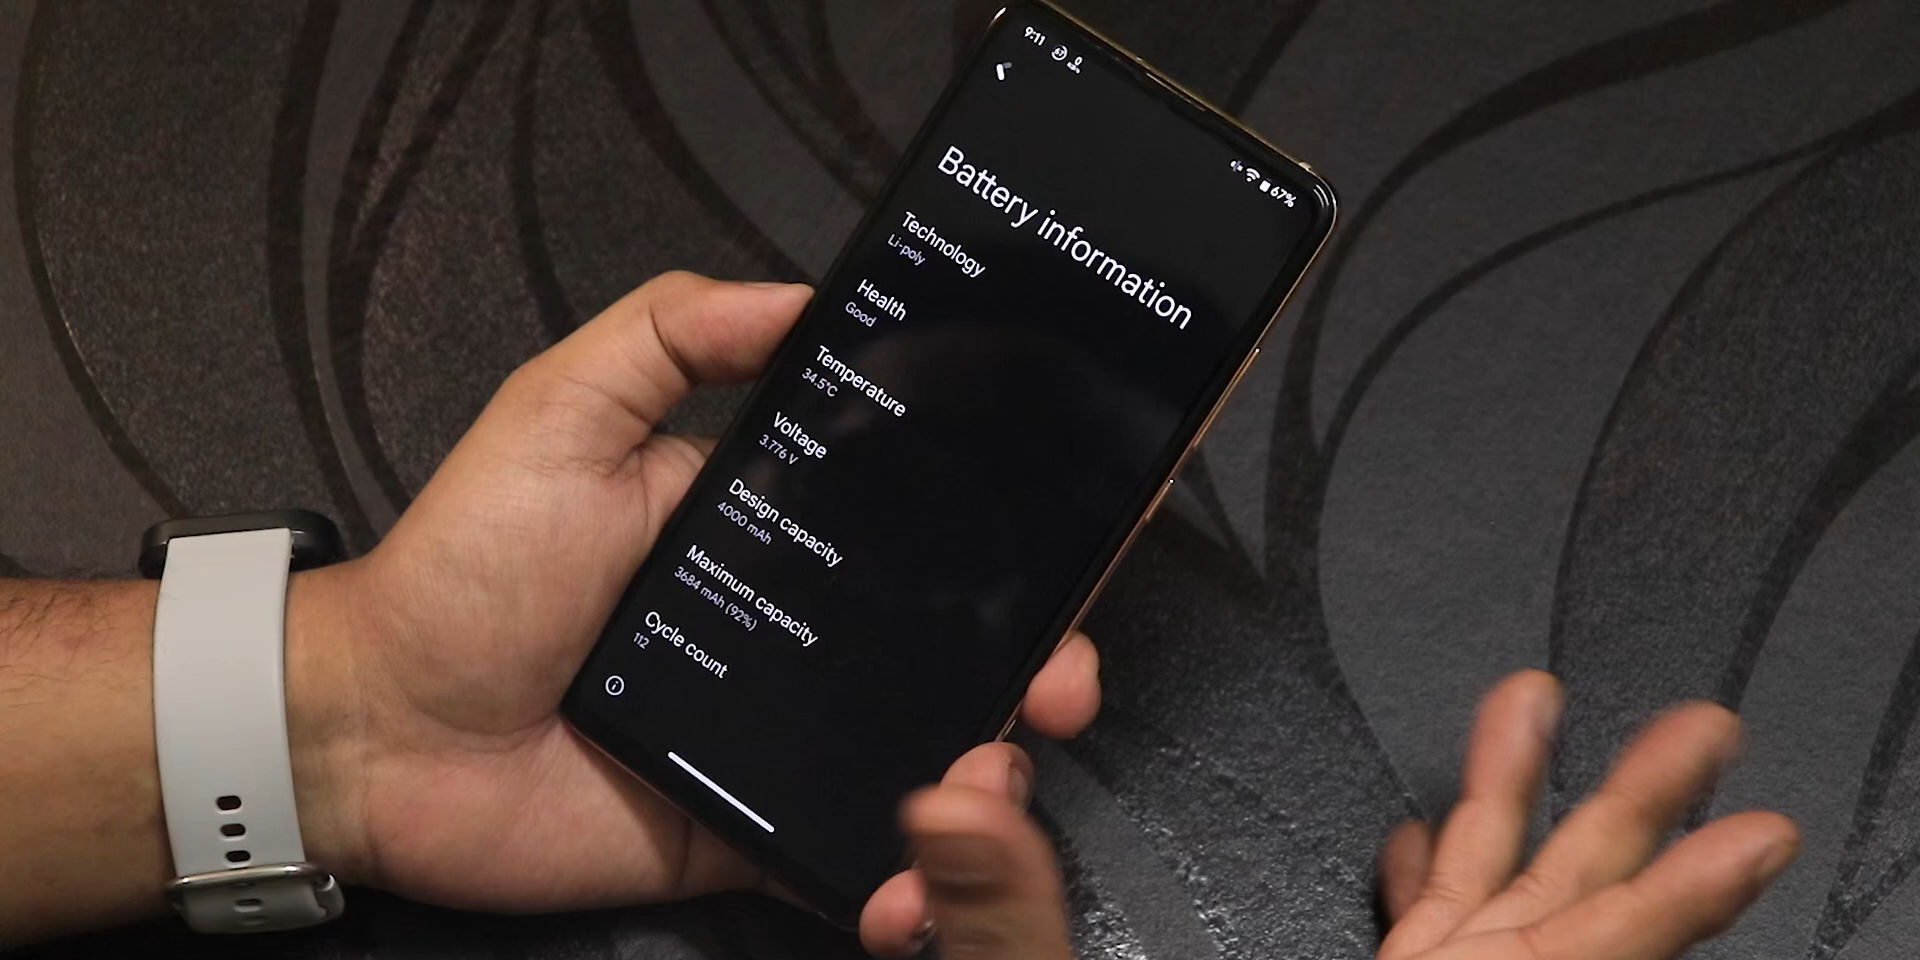 9:11
67%
Battery information
Technology
Li-poly
Health
Good
Temperature
34.5°C
Voltage
3.776 V
Design capacity
4000 mAh
Maximum capacity
3684 mAh (92%)
Cycle count
112